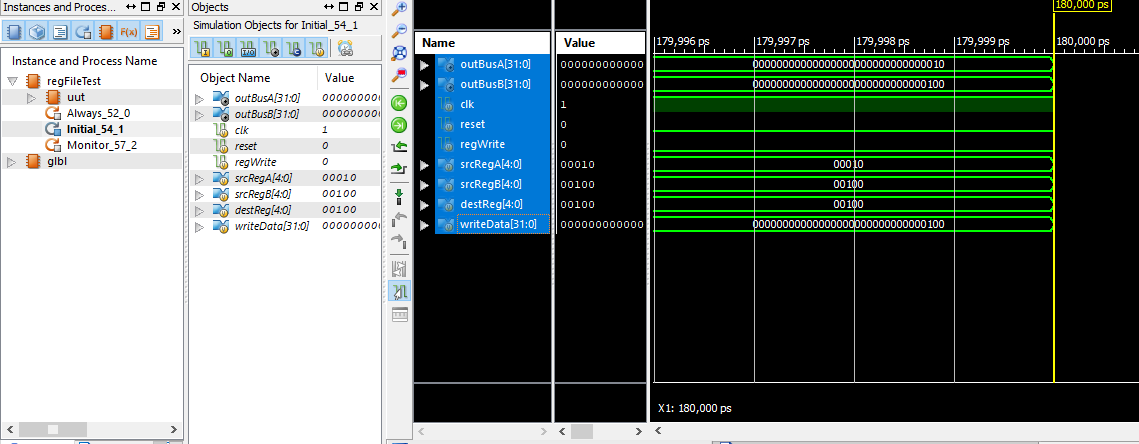 Instances and Proces...
Instance and Process Name
regFileTest
uut
Always_52_0
Initial_54_1
Monitor_57_2
glbl
Objects
Simulation Objects for Initial_54_1
Object Name Value
outBusA[31:0] 000000000
outBusB[31:0] 000000000
clk 1
reset 0
regWrite 0
srcRegA[4:0] 00010
srcRegB[4:0] 00100
destReg[4:0] 00100
writeData[31:0] 000000000
Name Value
outBusA[31:0] 000000000000
outBusB[31:0] 000000000000
clk 1
reset 0
regWrite 0
srcRegA[4:0] 00010
srcRegB[4:0] 00100
destReg[4:0] 00100
writeData[31:0] 000000000000
180,000 ps
179,996 ps 179,997 ps 179,998 ps 179,999 ps 180,000 ps
00000000000000000000000000000010
00000000000000000000000000000100
00010
00100
00100
00000000000000000000000000000100
X1: 180,000 ps